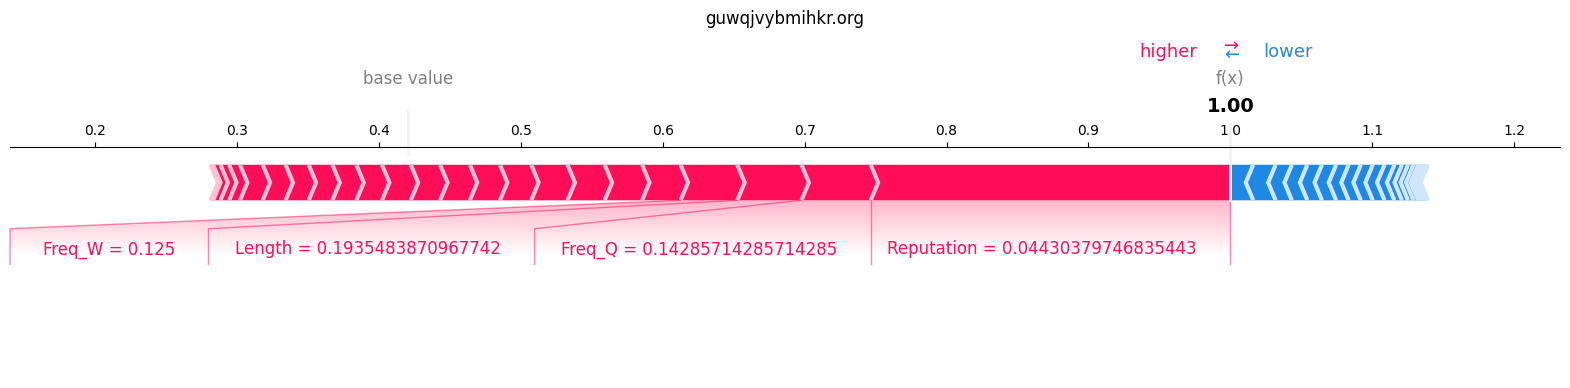 guwqjvybmihkr.org
higher → ← lower
base value f(x)
1.00
0.2 0.3 0.4 0.5 0.6 0.7 0.8 0.9 1.0 1.1 1.2
Freq_W = 0.125 Length = 0.1935483870967742 Freq_Q = 0.14285714285714285 Reputation = 0.04430379746835443